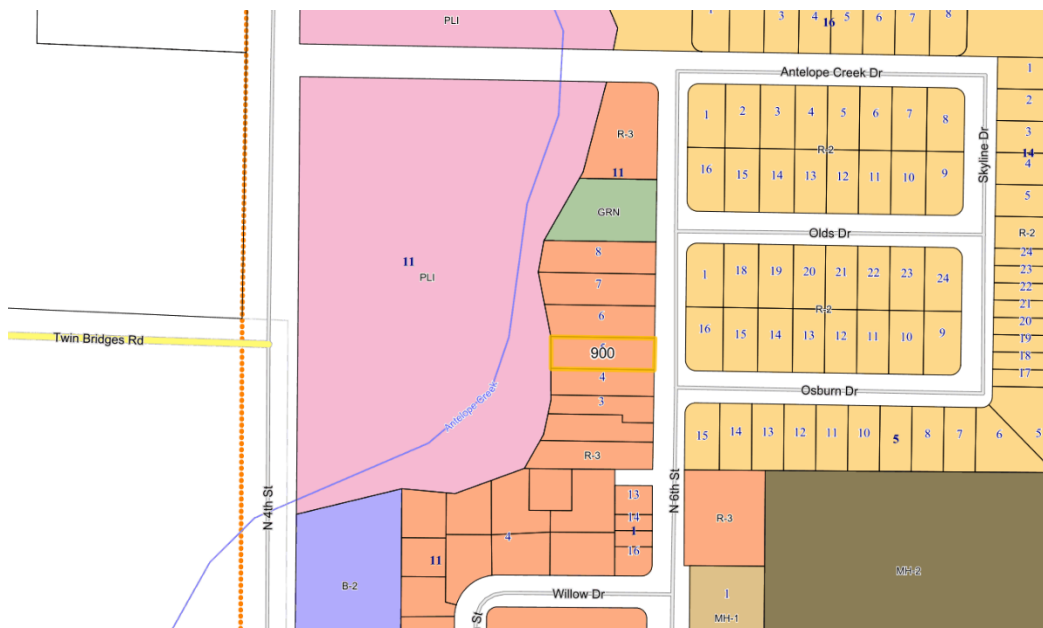 PLI
3 4 5 6 7 8
16
Antelope Creek Dr
1
2
3
14
4
5
R-2
24
23
22
21
20
19
18
17
Skyline Dr
1 2 3 4 5 6 7 8
R-2
16 15 14 13 12 11 10 9
R-3
11
GRN
Olds Dr
8
7
6
900
4
3
R-3
11
PLI
1 18 19 20 21 22 23 24
R-2
16 15 14 13 12 11 10 9
Twin Bridges Rd
Antelope Creek
Osburn Dr
15 14 13 12 11 10 5 8 7 6 5
N 4th St
N 6th St
13
14
1
16
4
11
B-2
R-3
MH-2
1
MH-1
Willow Dr
St